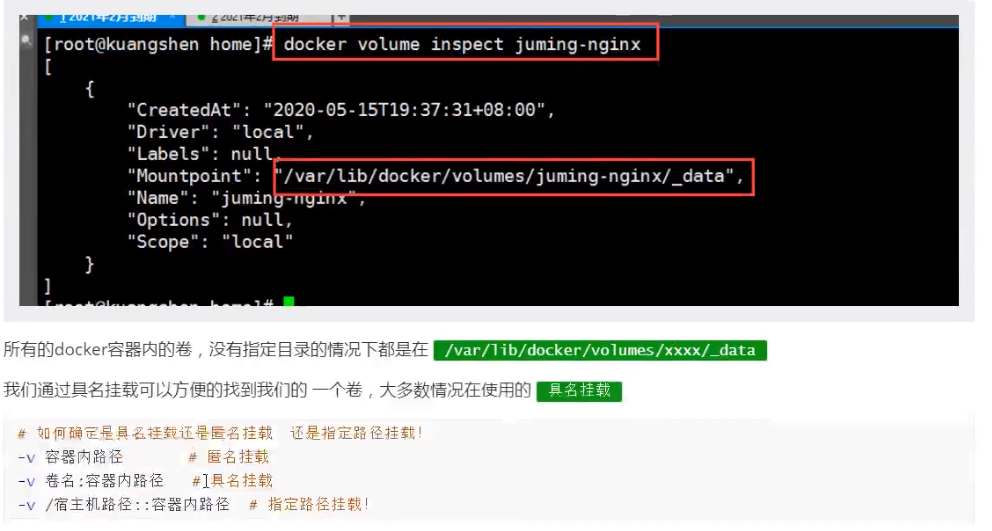 1 2021年2月到期
2 2021年2月到期
[root@kuangshen home]# docker volume inspect juming-nginx
[
{
"CreatedAt": "2020-05-15T19:37:31+08:00",
"Driver": "local",
"Labels": null,
"Mountpoint": "/var/lib/docker/volumes/juming-nginx/_data",
"Name": "juming-nginx",
"Options": null,
"Scope": "local"
}
]
[root@kuangshen home]#
所有的docker容器内的卷，没有指定目录的情况下都是在 /var/lib/docker/volumes/xxxx/_data
我们通过具名挂载可以方便的找到我们的一个卷，大多数情况在使用的 具名挂载
# 如何确定是具名挂载还是匿名挂载 还是指定路径挂载!
-v 容器内路径 # 匿名挂载
-v 卷名:容器内路径 # 具名挂载
-v /宿主机路径::容器内路径 # 指定路径挂载!